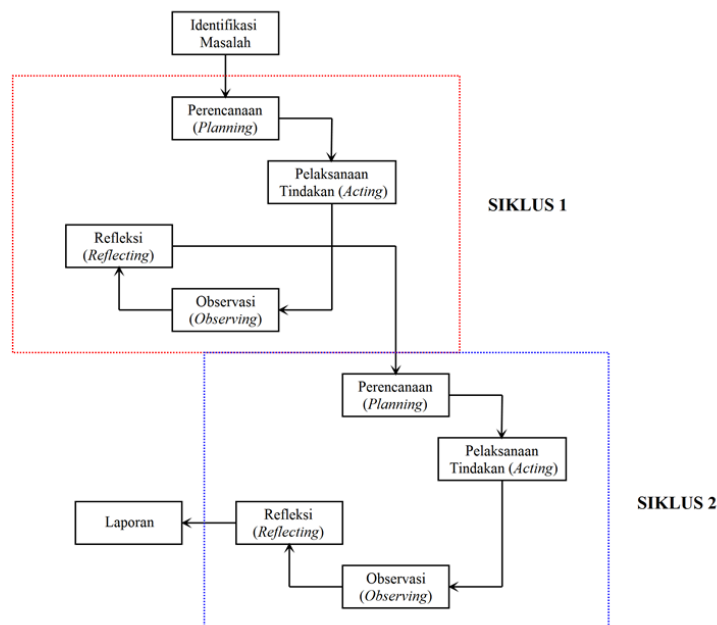 Identifikasi
Masalah
Perencanaan
(Planning)
Pelaksanaan
Tindakan (Acting)
SIKLUS 1
Refleksi
(Reflecting)
Observasi
(Observing)
Perencanaan
(Planning)
Pelaksanaan
Tindakan (Acting)
SIKLUS 2
Laporan
Refleksi
(Reflecting)
Observasi
(Observing)